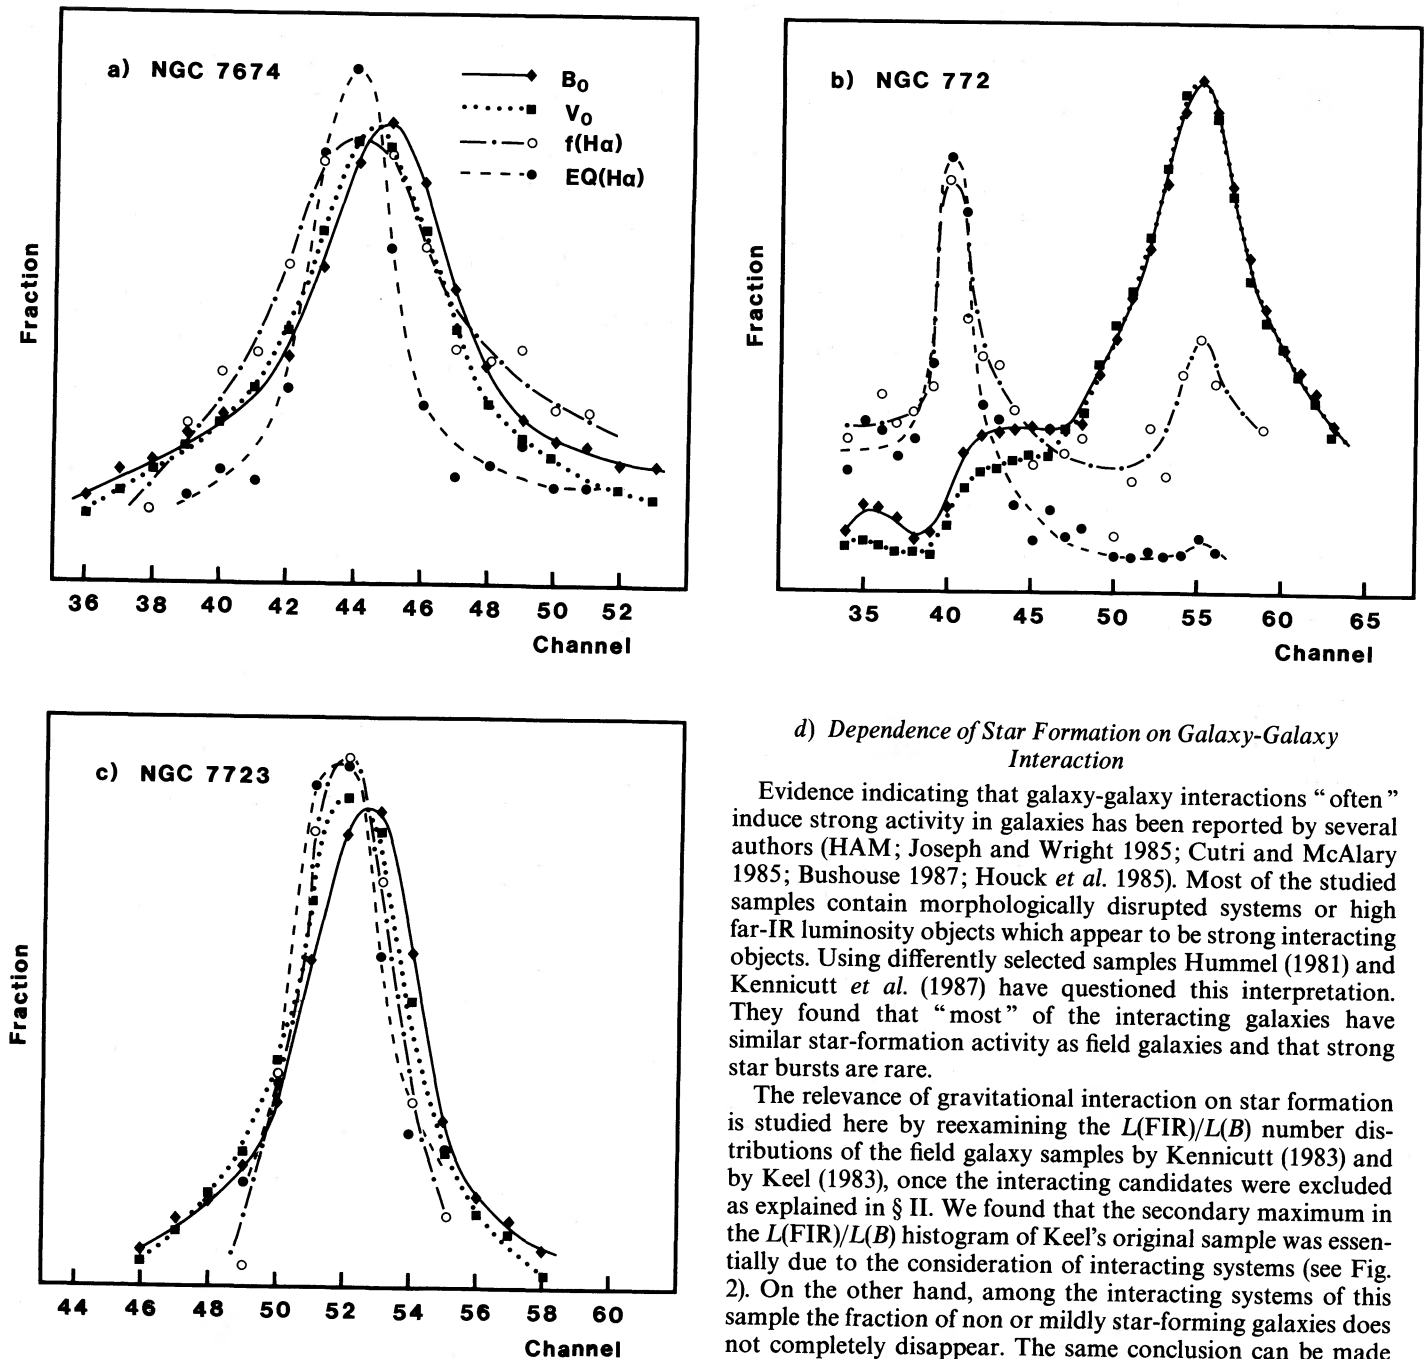 a) NGC 7674
B0
V0
f(Hα)
EQ(Hα)
Fraction
36 38 40 42 44 46 48 50 52
Channel
b) NGC 772
Fraction
35 40 45 50 55 60 65
Channel
c) NGC 7723
Fraction
44 46 48 50 52 54 56 58 60
Channel
d) Dependence of Star Formation on Galaxy-Galaxy
Interaction
Evidence indicating that galaxy-galaxy interactions “often”
induce strong activity in galaxies has been reported by several
authors (HAM; Joseph and Wright 1985; Cutri and McAlary
1985; Bushouse 1987; Houck et al. 1985). Most of the studied
samples contain morphologically disrupted systems or high
far-IR luminosity objects which appear to be strong interacting
objects. Using differently selected samples Hummel (1981) and
Kennicutt et al. (1987) have questioned this interpretation.
They found that “most” of the interacting galaxies have
similar star-formation activity as field galaxies and that strong
star bursts are rare.
The relevance of gravitational interaction on star formation
is studied here by reexamining the L(FIR)/L(B) number dis-
tributions of the field galaxy samples by Kennicutt (1983) and
by Keel (1983), once the interacting candidates were excluded
as explained in § II. We found that the secondary maximum in
the L(FIR)/L(B) histogram of Keel's original sample was essen-
tially due to the consideration of interacting systems (see Fig.
2). On the other hand, among the interacting systems of this
sample the fraction of non or mildly star-forming galaxies does
not completely disappear. The same conclusion can be made